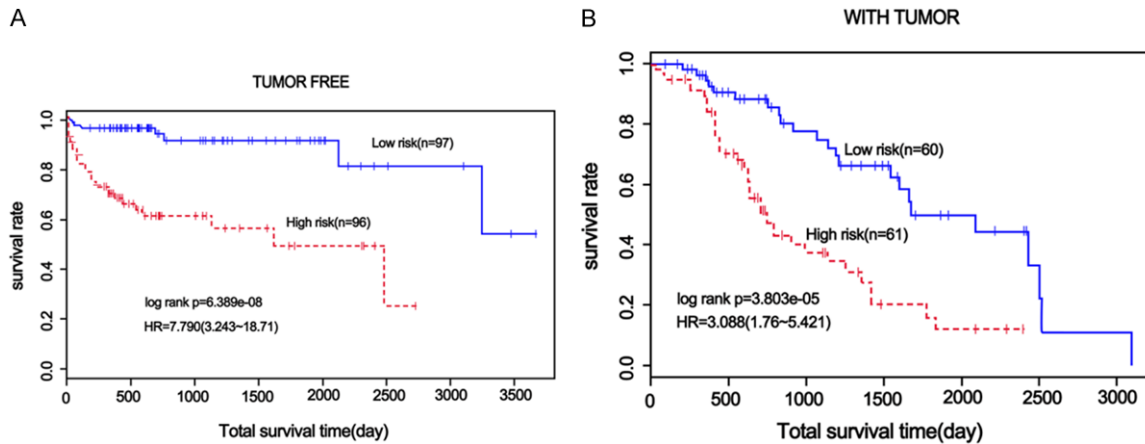 A
TUMOR FREE
survival rate
1.0
0.8
0.6
0.4
0.2
0.0
Low risk(n=97)
High risk(n=96)
log rank p=6.389e-08
HR=7.790(3.243~18.71)
0 500 1000 1500 2000 2500 3000 3500
Total survival time(day)
B
WITH TUMOR
survival rate
1.0
0.8
0.6
0.4
0.2
0.0
Low risk(n=60)
High risk(n=61)
log rank p=3.803e-05
HR=3.088(1.76~5.421)
0 500 1000 1500 2000 2500 3000
Total survival time(day)